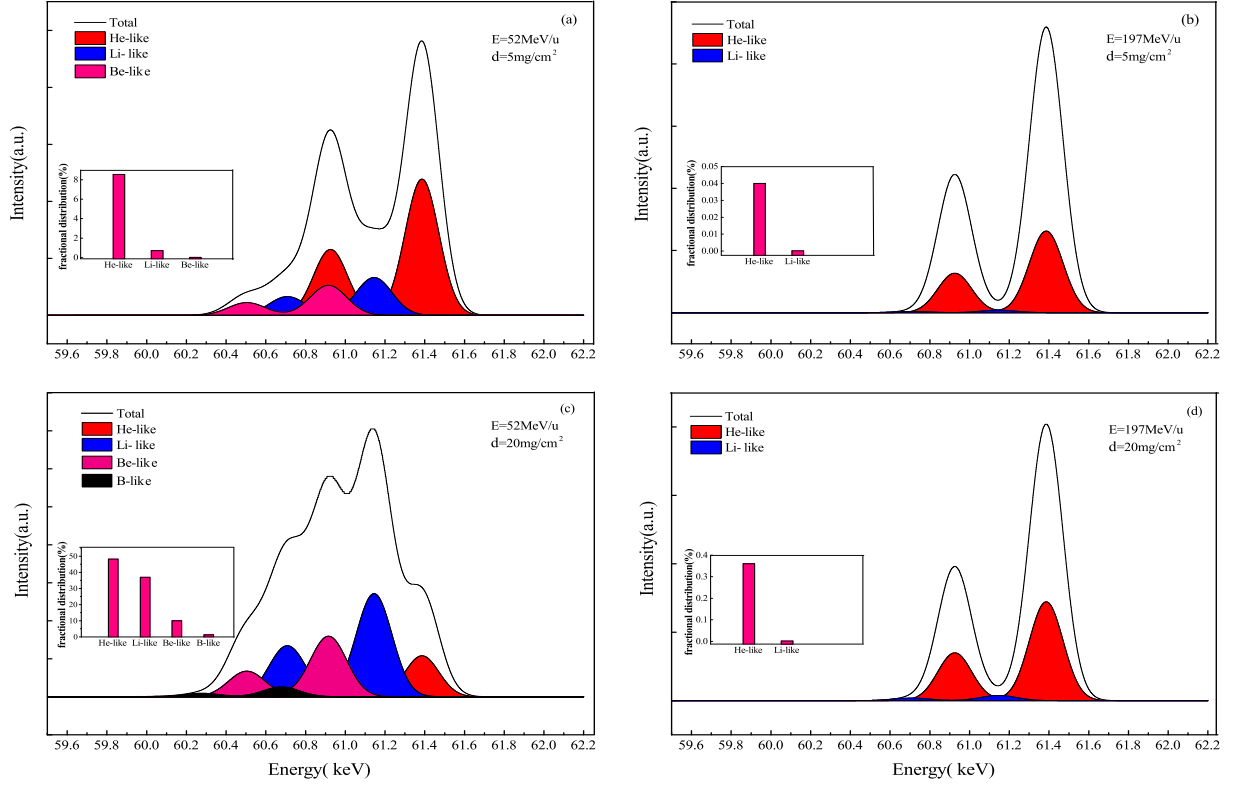 Total
He-like
Li- like
Be-like
(a)
E=52MeV/u
d=5mg/cm²
Intensity(a.u.)
fractional distribution(%)
8
6
4
2
0
He-like Li-like Be-like
59.6 59.8 60.0 60.2 60.4 60.6 60.8 61.0 61.2 61.4 61.6 61.8 62.0 62.2
Total
He-like
Li- like
(b)
E=197MeV/u
d=5mg/cm²
Intensity(a.u.)
fractional distribution(%)
0.05
0.04
0.03
0.02
0.01
0.00
He-like Li-like
59.6 59.8 60.0 60.2 60.4 60.6 60.8 61.0 61.2 61.4 61.6 61.8 62.0 62.2
Total
He-like
Li- like
Be-like
B-like
(c)
E=52MeV/u
d=20mg/cm²
Intensity(a.u.)
fractional distribution(%)
50
40
30
20
10
0
He-like Li-like Be-like B-like
59.6 59.8 60.0 60.2 60.4 60.6 60.8 61.0 61.2 61.4 61.6 61.8 62.0 62.2
Energy( keV)
Total
He-like
Li- like
(d)
E=197MeV/u
d=20mg/cm²
Intensity(a.u.)
fractional distribution(%)
0.4
0.3
0.2
0.1
0.0
He-like Li-like
59.6 59.8 60.0 60.2 60.4 60.6 60.8 61.0 61.2 61.4 61.6 61.8 62.0 62.2
Energy( keV)